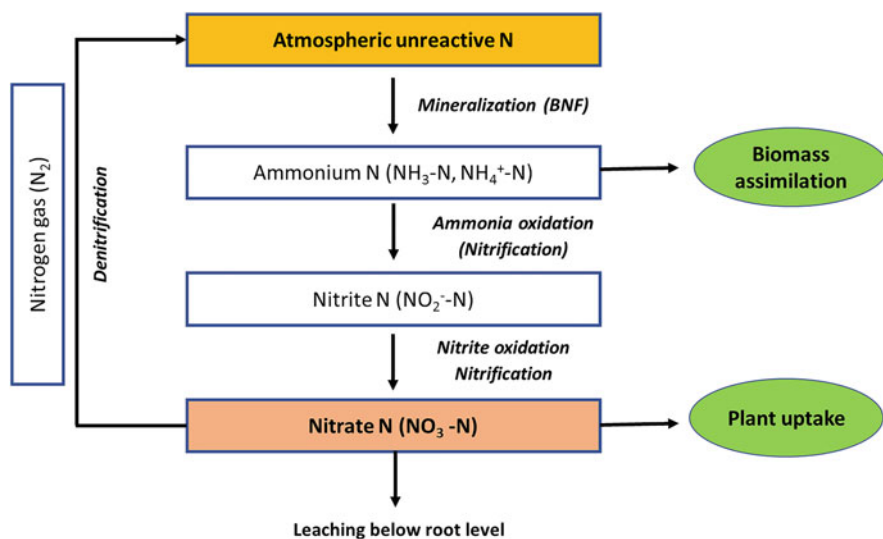 Atmospheric unreactive N
Mineralization (BNF)
Ammonium N (NH₃-N, NH₄⁺-N)
Biomass
assimilation
Ammonia oxidation
(Nitrification)
Nitrite N (NO₂⁻-N)
Nitrite oxidation
Nitrification
Nitrate N (NO₃ -N)
Plant uptake
Leaching below root level
Nitrogen gas (N₂)
Denitrification